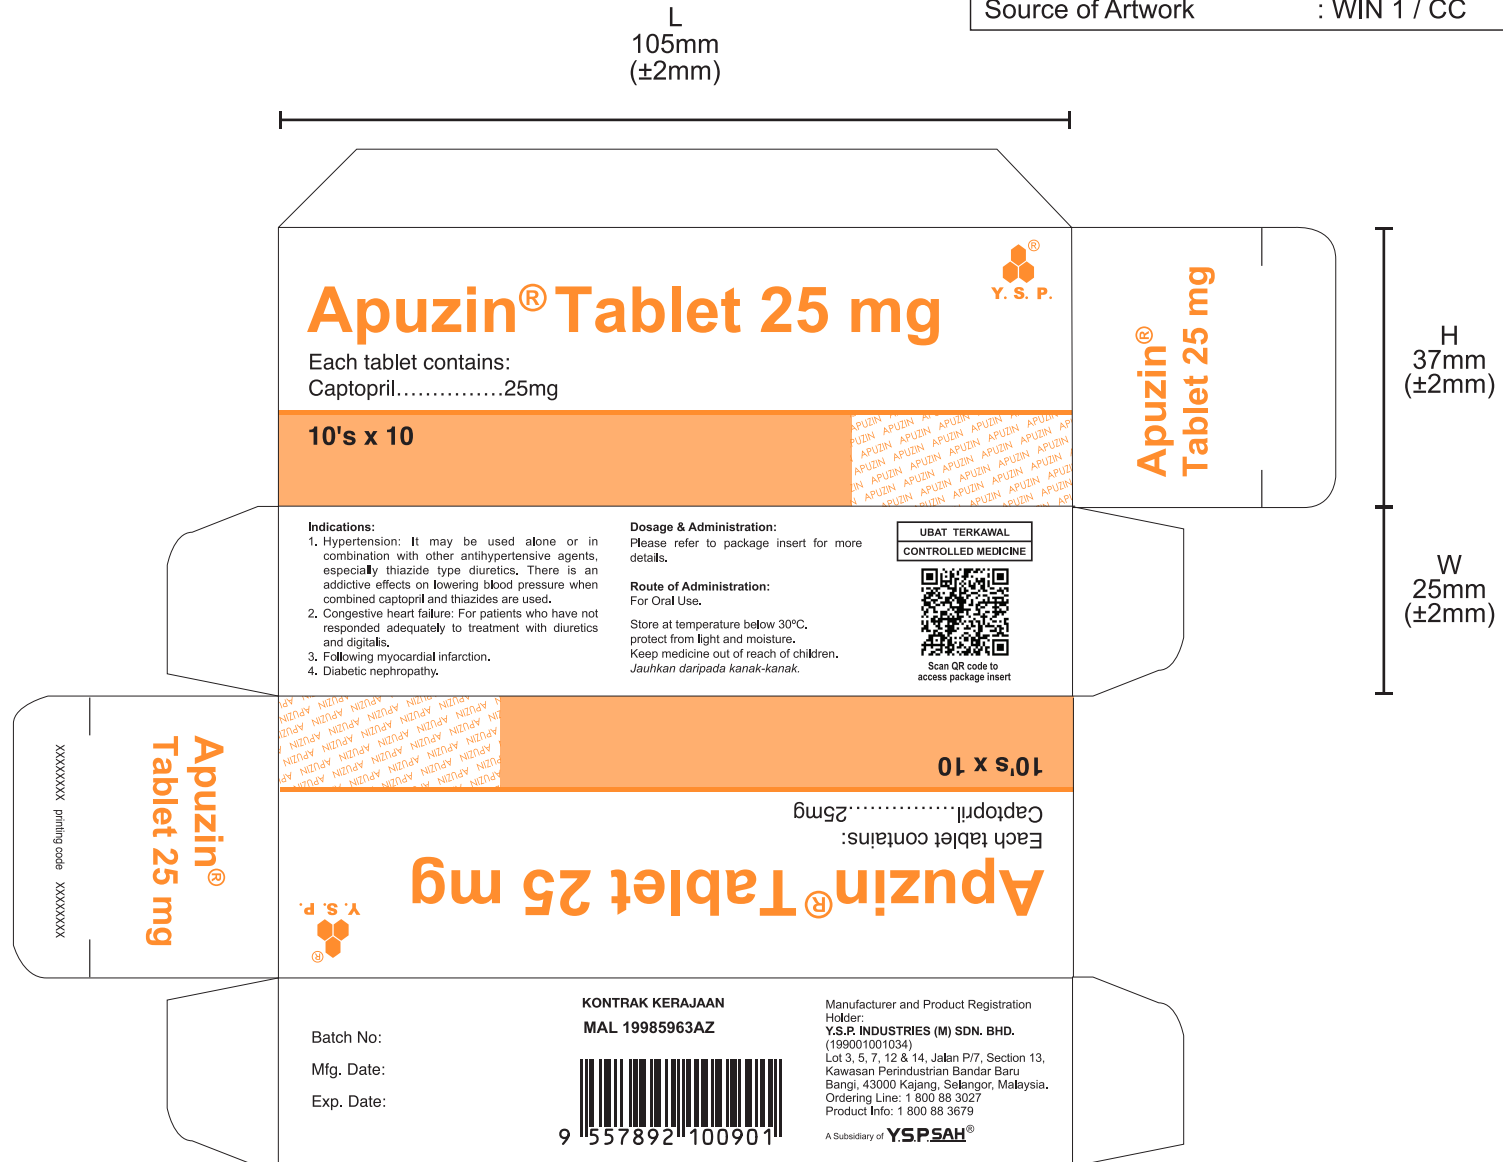 Source of Artwork : WIN 1 / CC
L
105mm
(±2mm)
Y. S. P.®
Apuzin® Tablet 25 mg
Each tablet contains:
Captopril...............25mg
10's x 10
APUZIN APUZIN APUZIN APUZIN
Apuzin®
Tablet 25 mg
H
37mm
(±2mm)
W
25mm
(±2mm)
Indications:
1. Hypertension: It may be used alone or in
combination with other antihypertensive agents,
especially thiazide type diuretics. There is an
addictive effects on lowering blood pressure when
combined captopril and thiazides are used.
2. Congestive heart failure: For patients who have not
responded adequately to treatment with diuretics
and digitalis.
3. Following myocardial infarction.
4. Diabetic nephropathy.
Dosage & Administration:
Please refer to package insert for more
details.
Route of Administration:
For Oral Use.
Store at temperature below 30ºC.
protect from light and moisture.
Keep medicine out of reach of children.
Jauhkan daripada kanak-kanak.
UBAT TERKAWAL
CONTROLLED MEDICINE
Scan QR code to
access package insert
APUZIN APUZIN APUZIN APUZIN
10's x 10
Each tablet contains:
Captopril...............25mg
Apuzin® Tablet 25 mg
Y. S. P.®
Apuzin®
Tablet 25 mg
XXXXXXXX printing code XXXXXXXX
Batch No:
Mfg. Date:
Exp. Date:
KONTRAK KERAJAAN
MAL 19985963AZ
9 557892 100901
Manufacturer and Product Registration
Holder:
Y.S.P. INDUSTRIES (M) SDN. BHD.
(199001001034)
Lot 3, 5, 7, 12 & 14, Jalan P/7, Section 13,
Kawasan Perindustrian Bandar Baru
Bangi, 43000 Kajang, Selangor, Malaysia.
Ordering Line: 1 800 88 3027
Product Info: 1 800 88 3679
A Subsidiary of Y.S.P.SAH®